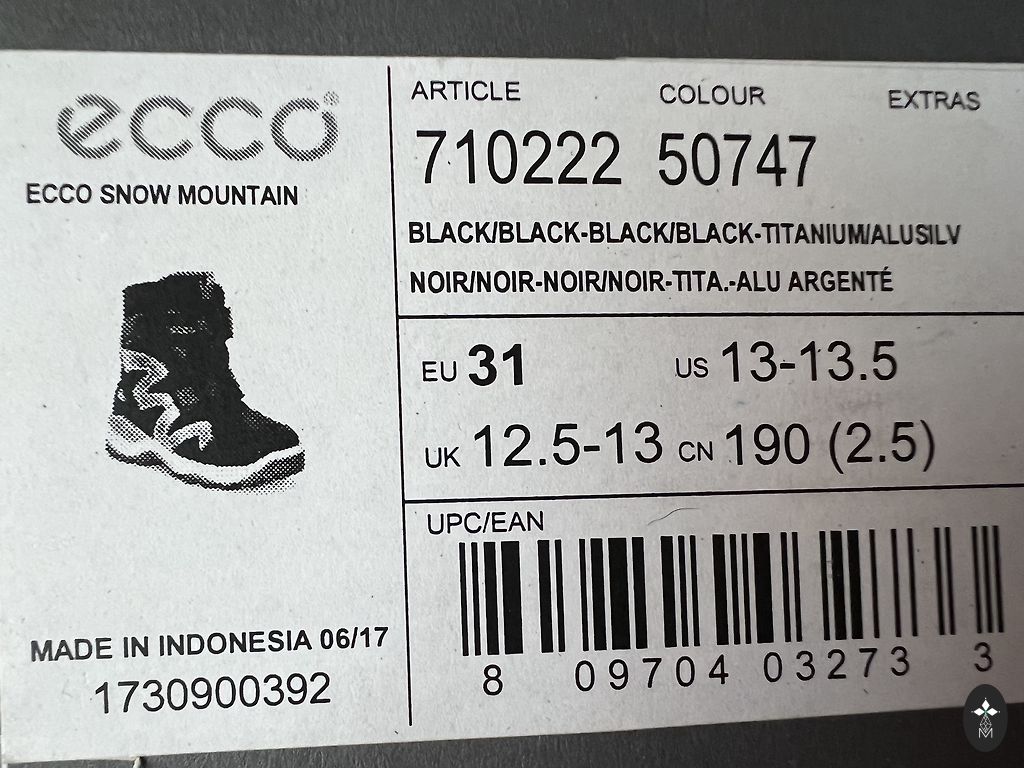 ecco®
ECCO SNOW MOUNTAIN
MADE IN INDONESIA 06/17
1730900392
ARTICLE COLOUR EXTRAS
710222 50747
BLACK/BLACK-BLACK/BLACK-TITANIUM/ALUSILV
NOIR/NOIR-NOIR/NOIR-TITA.-ALU ARGENTÉ
EU 31 US 13-13.5
UK 12.5-13 CN 190 (2.5)
UPC/EAN
8 09704 03273 3
M